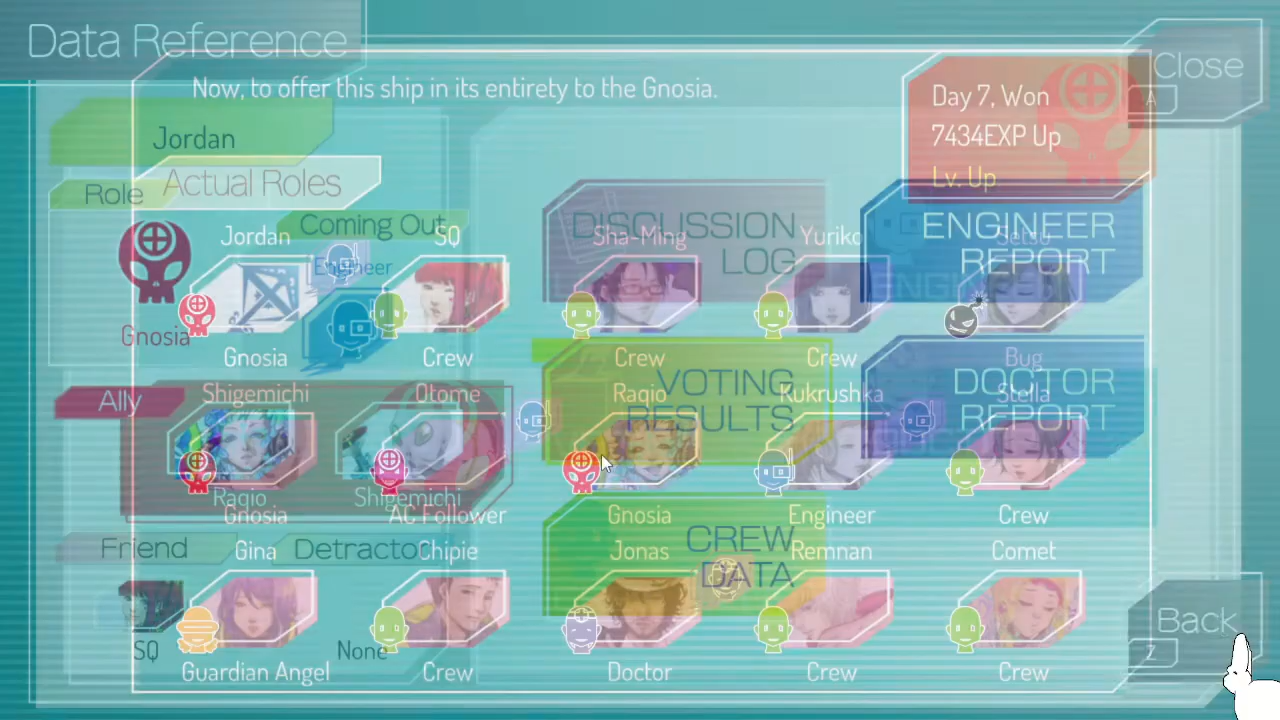 Data Reference
Close
A
Now, to offer this ship in its entirety to the Gnosia.
Day 7, Won
7434EXP Up
Lv. Up
Jordan
Actual Roles
Role
Coming Out
Engineer
Gnosia
DISCUSSION
LOG
ENGINEER
REPORT
Jordan
SQ
Sha-Ming
Yuriko
Setsu
Gnosia
Crew
Crew
Crew
Bug
Ally
Raqio
Shigemichi
VOTING
RESULTS
DOCTOR
REPORT
Shigemichi
Otome
Raqio
Kukrushka
Stella
Gnosia
AC Follower
Gnosia
Engineer
Crew
Friend
Detractor
SQ
None
CREW
DATA
Gina
Chipie
Jonas
Remnan
Comet
Guardian Angel
Crew
Doctor
Crew
Crew
Back
Z